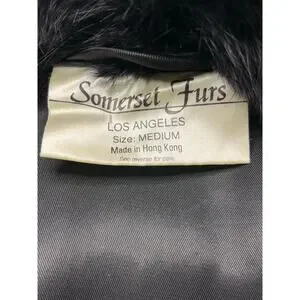 Somerset Furs
LOS ANGELES
Size: MEDIUM
Made in Hong Kong
See reverse for care